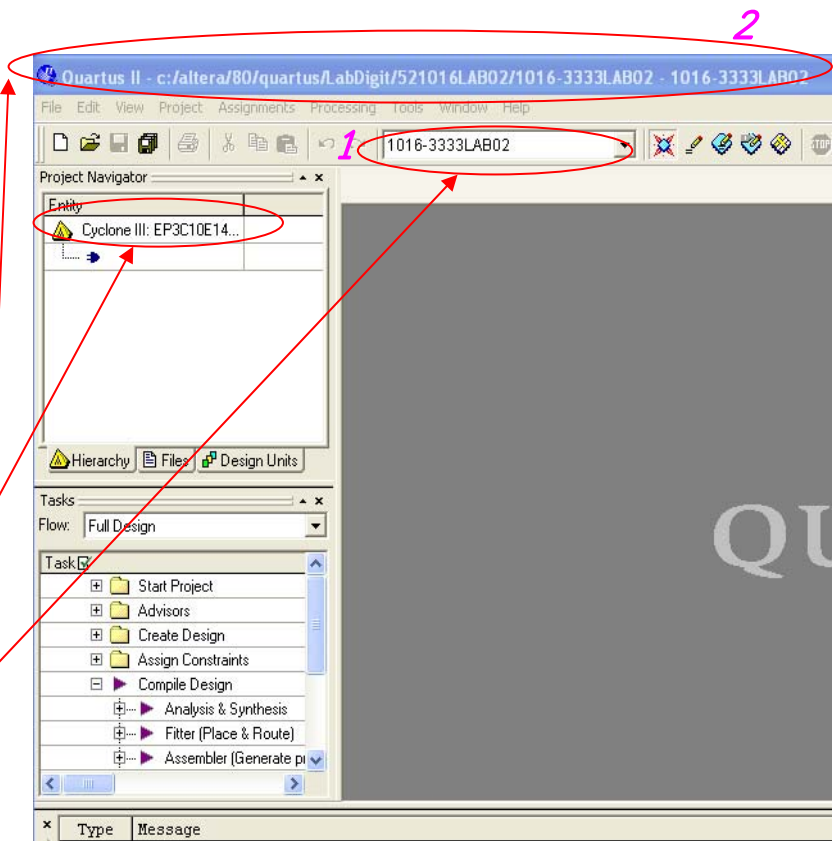 2
Quartus II - c:/altera/80/quartus/LabDigit/521016LAB02/1016-3333LAB02 - 1016-3333LAB02
File Edit View Project Assignments Processing Tools Window Help
1
1016-3333LAB02
STOP
Project Navigator
Entity
Cyclone III: EP3C10E14...
Hierarchy Files Design Units
Tasks
Flow: Full Design
QU
Task
Start Project
Advisors
Create Design
Assign Constraints
Compile Design
Analysis & Synthesis
Fitter (Place & Route)
Assembler (Generate pr
Type Message